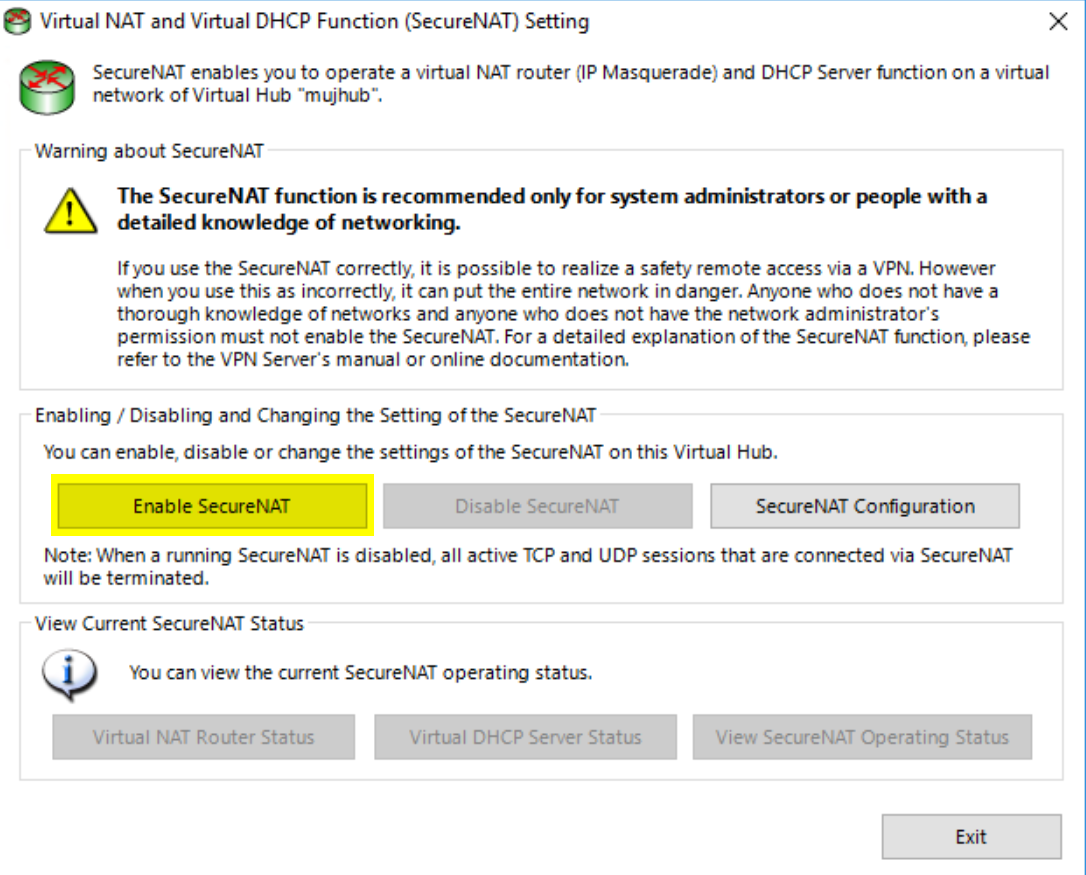 Virtual NAT and Virtual DHCP Function (SecureNAT) Setting
SecureNAT enables you to operate a virtual NAT router (IP Masquerade) and DHCP Server function on a virtual
network of Virtual Hub "mujhub".
Warning about SecureNAT
The SecureNAT function is recommended only for system administrators or people with a
detailed knowledge of networking.
If you use the SecureNAT correctly, it is possible to realize a safety remote access via a VPN. However
when you use this as incorrectly, it can put the entire network in danger. Anyone who does not have a
thorough knowledge of networks and anyone who does not have the network administrator's
permission must not enable the SecureNAT. For a detailed explanation of the SecureNAT function, please
refer to the VPN Server's manual or online documentation.
Enabling / Disabling and Changing the Setting of the SecureNAT
You can enable, disable or change the settings of the SecureNAT on this Virtual Hub.
Enable SecureNAT
Disable SecureNAT
SecureNAT Configuration
Note: When a running SecureNAT is disabled, all active TCP and UDP sessions that are connected via SecureNAT
will be terminated.
View Current SecureNAT Status
You can view the current SecureNAT operating status.
Virtual NAT Router Status
Virtual DHCP Server Status
View SecureNAT Operating Status
Exit